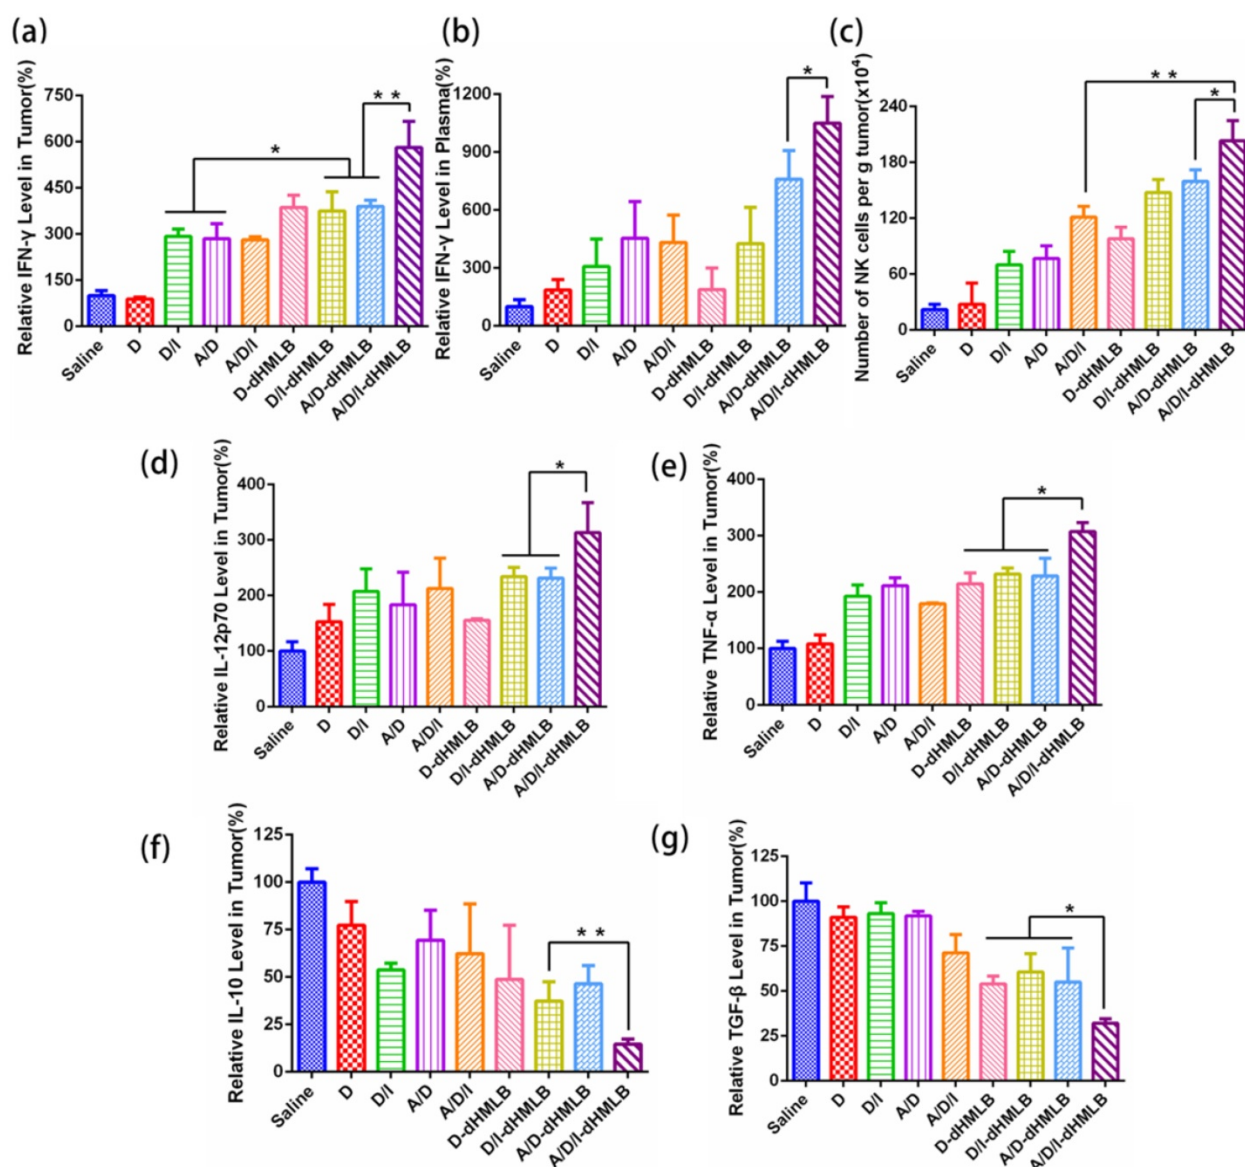 (a)
Relative IFN-γ Level in Tumor(%)
750
600
450
300
150
0
*
* *
Saline
D
D/I
A/D
A/D/I
D-dHMLB
D/I-dHMLB
A/D-dHMLB
A/D/I-dHMLB
(b)
Relative IFN-γ Level in Plasma(%)
1200
900
600
300
0
*
Saline
D
D/I
A/D
A/D/I
D-dHMLB
D/I-dHMLB
A/D-dHMLB
A/D/I-dHMLB
(c)
Number of NK cells per g tumor(x10⁴)
240
180
120
60
0
* *
*
Saline
D
D/I
A/D
A/D/I
D-dHMLB
D/I-dHMLB
A/D-dHMLB
A/D/I-dHMLB
(d)
Relative IL-12p70 Level in Tumor(%)
400
300
200
100
0
*
Saline
D
D/I
A/D
A/D/I
D-dHMLB
D/I-dHMLB
A/D-dHMLB
A/D/I-dHMLB
(e)
Relative TNF-α Level in Tumor(%)
400
300
200
100
0
*
Saline
D
D/I
A/D
A/D/I
D-dHMLB
D/I-dHMLB
A/D-dHMLB
A/D/I-dHMLB
(f)
Relative IL-10 Level in Tumor(%)
125
100
75
50
25
0
* *
Saline
D
D/I
A/D
A/D/I
D-dHMLB
D/I-dHMLB
A/D-dHMLB
A/D/I-dHMLB
(g)
Relative TGF-β Level in Tumor(%)
125
100
75
50
25
0
*
Saline
D
D/I
A/D
A/D/I
D-dHMLB
D/I-dHMLB
A/D-dHMLB
A/D/I-dHMLB